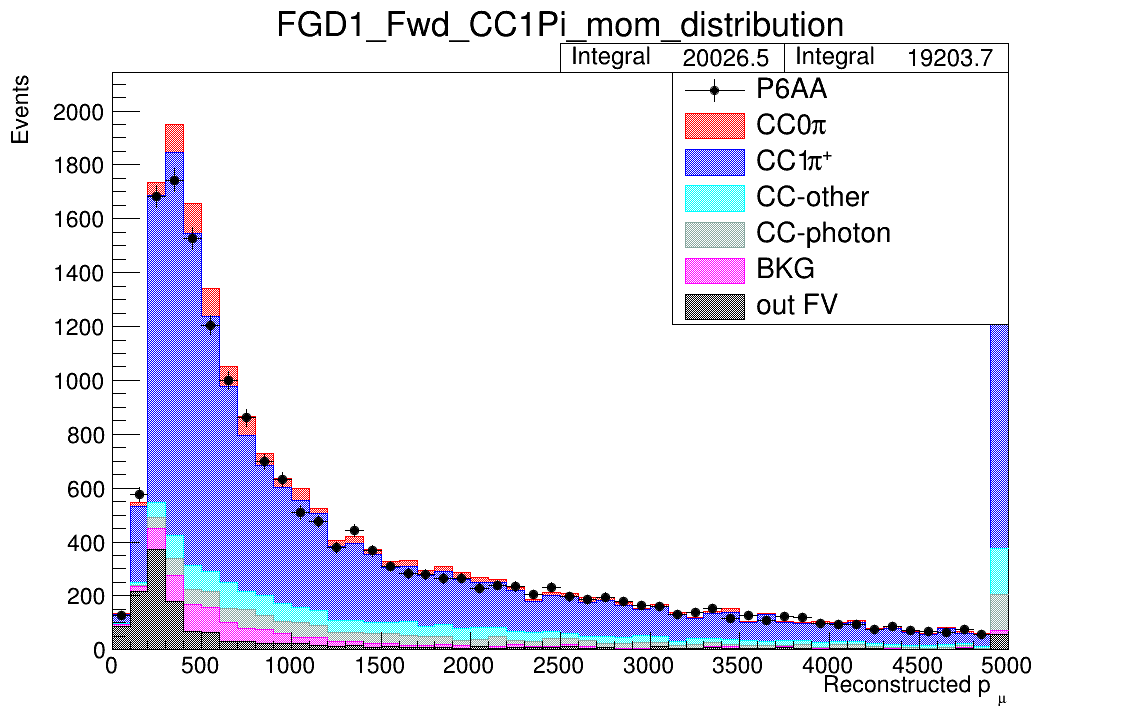 FGD1_Fwd_CC1Pi_mom_distribution
Integral 20026.5 Integral 19203.7
Events
P6AA
CC0π
CC1π⁺
CC-other
CC-photon
BKG
out FV
2000
1800
1600
1400
1200
1000
800
600
400
200
0
0 500 1000 1500 2000 2500 3000 3500 4000 4500 5000
Reconstructed p μ